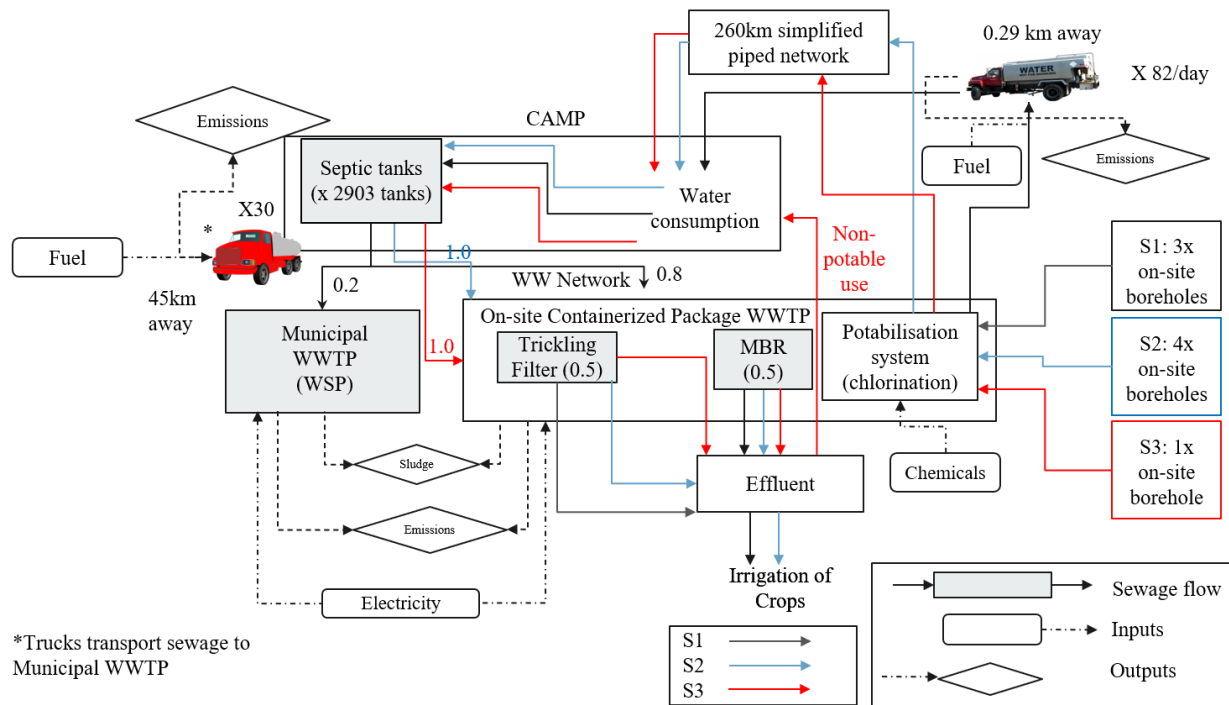 260km simplified
piped network
0.29 km away
WATER
X 82/day
Emissions
CAMP
Fuel
Emissions
Septic tanks
(x 2903 tanks)
Water
consumption
X30
*
Fuel
45km
away
1.0
0.2
WW Network
0.8
Non-
potable
use
S1: 3x
on-site
boreholes
Municipal
WWTP
(WSP)
1.0
On-site Containerized Package WWTP
Trickling
Filter (0.5)
MBR
(0.5)
Potabilisation
system
(chlorination)
S2: 4x
on-site
boreholes
Sludge
Effluent
Chemicals
S3: 1x
on-site
borehole
Emissions
Electricity
Irrigation of
Crops
*Trucks transport sewage to
Municipal WWTP
S1
S2
S3
Sewage flow
Inputs
Outputs